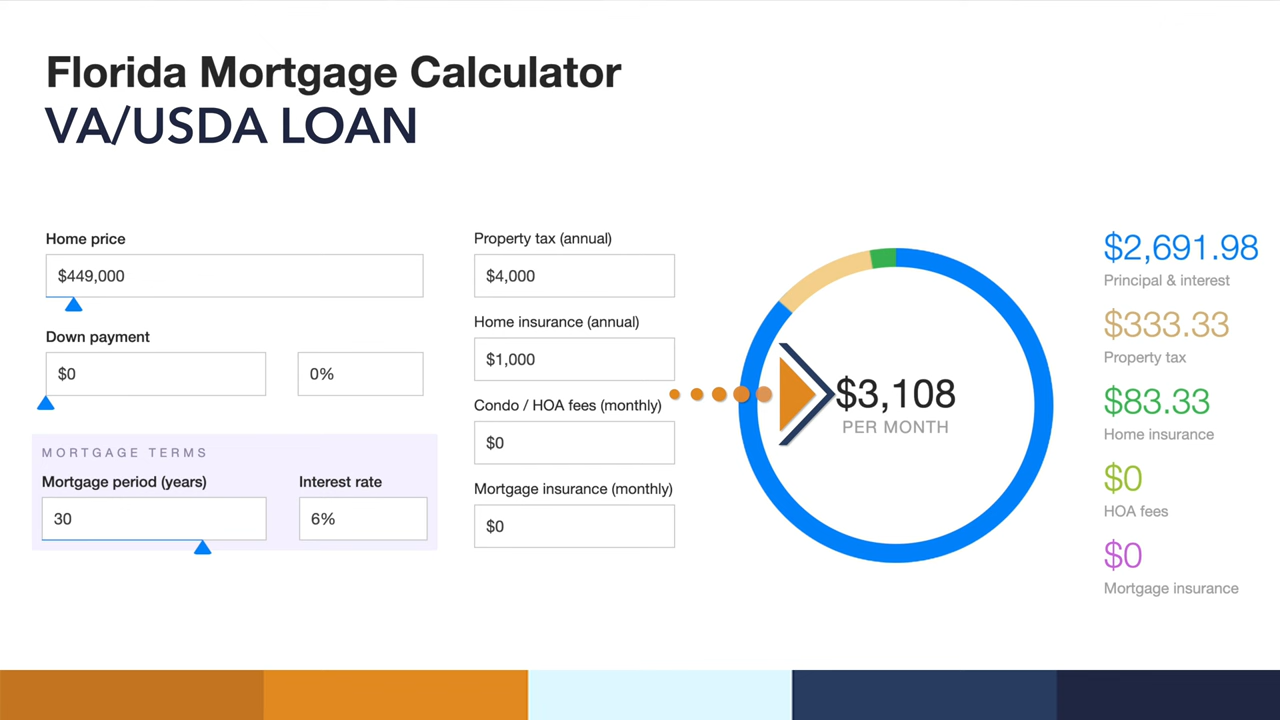 Florida Mortgage Calculator
VA/USDA LOAN
Home price
$449,000
Down payment
$0
0%
MORTGAGE TERMS
Mortgage period (years)
30
Interest rate
6%
Property tax (annual)
$4,000
Home insurance (annual)
$1,000
Condo / HOA fees (monthly)
$0
Mortgage insurance (monthly)
$0
$3,108
PER MONTH
$2,691.98
Principal & interest
$333.33
Property tax
$83.33
Home insurance
$0
HOA fees
$0
Mortgage insurance